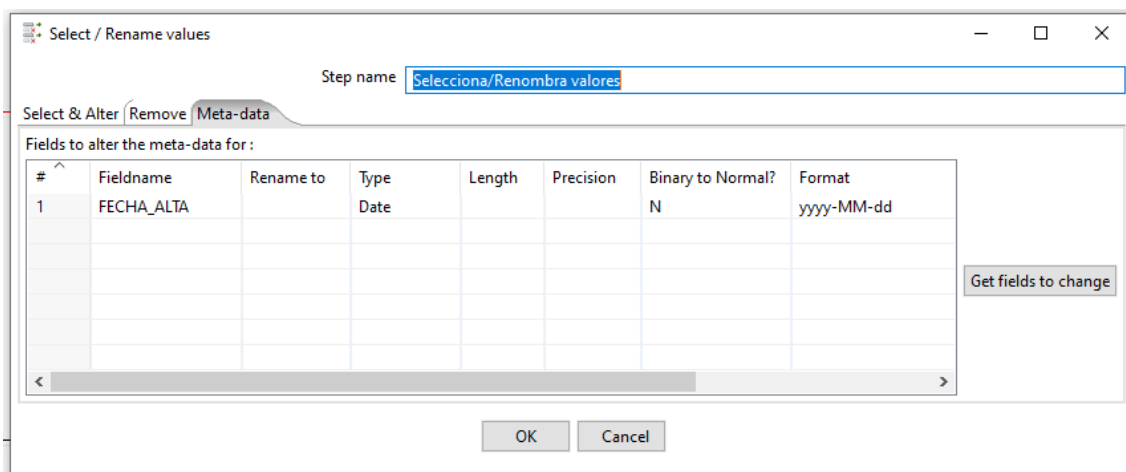 Select / Rename values
Step name Selecciona/Renombra valores
Select & Alter Remove Meta-data
Fields to alter the meta-data for :
# Fieldname Rename to Type Length Precision Binary to Normal? Format
1 FECHA_ALTA Date N yyyy-MM-dd
Get fields to change
OK Cancel